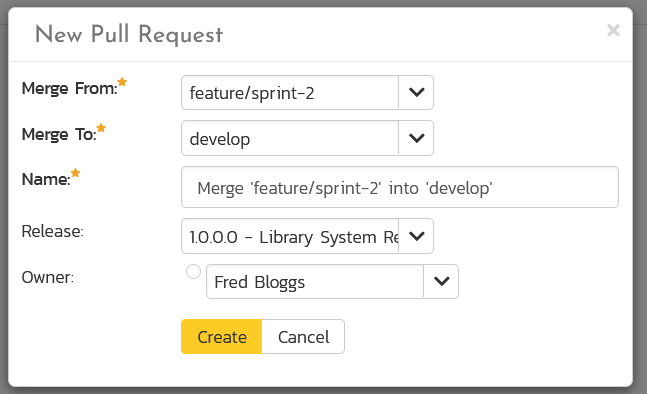 New Pull Request ×
Merge From:* feature/sprint-2
Merge To:* develop
Name:* Merge 'feature/sprint-2' into 'develop'
Release: 1.0.0.0 - Library System Re
Owner: Fred Bloggs
Create Cancel